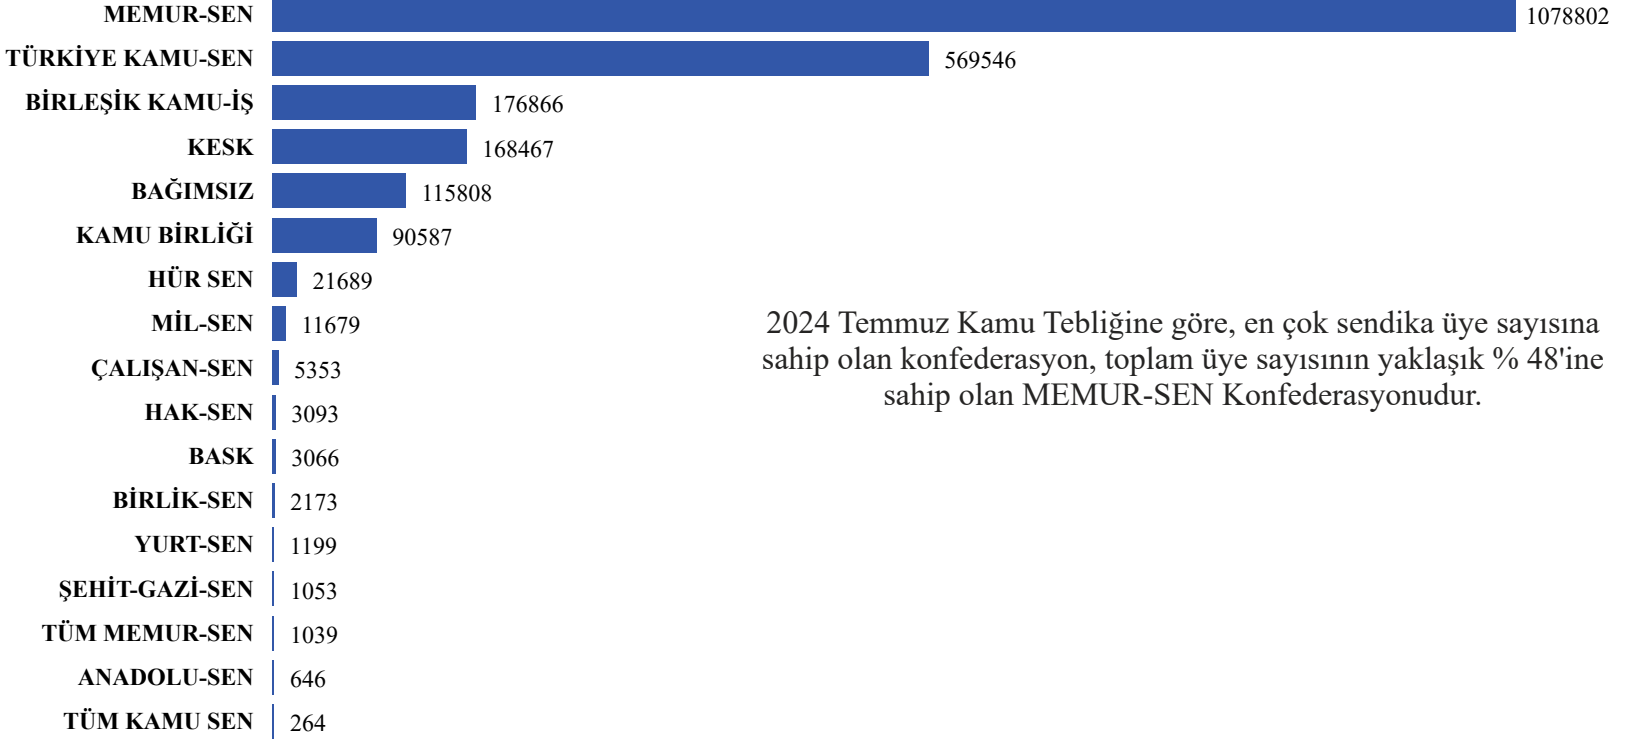 MEMUR-SEN 1078802
TÜRKİYE KAMU-SEN 569546
BİRLEŞİK KAMU-İŞ 176866
KESK 168467
BAĞIMSIZ 115808
KAMU BİRLİĞİ 90587
HÜR SEN 21689
MİL-SEN 11679
ÇALIŞAN-SEN 5353
HAK-SEN 3093
BASK 3066
BİRLİK-SEN 2173
YURT-SEN 1199
ŞEHİT-GAZİ-SEN 1053
TÜM MEMUR-SEN 1039
ANADOLU-SEN 646
TÜM KAMU SEN 264
2024 Temmuz Kamu Tebliğine göre, en çok sendika üye sayısına
sahip olan konfederasyon, toplam üye sayısının yaklaşık % 48'ine
sahip olan MEMUR-SEN Konfederasyonudur.